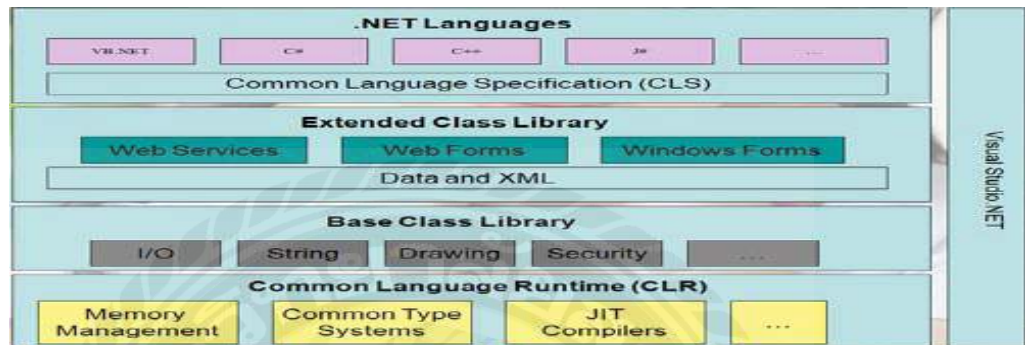 .NET Languages
VB.NET C# C++ J# ...
Common Language Specification (CLS)
Extended Class Library
Web Services Web Forms Windows Forms
Data and XML
Base Class Library
I/O String Drawing Security ...
Common Language Runtime (CLR)
Memory Management Common Type Systems JIT Compilers ...
Visual Studio.NET